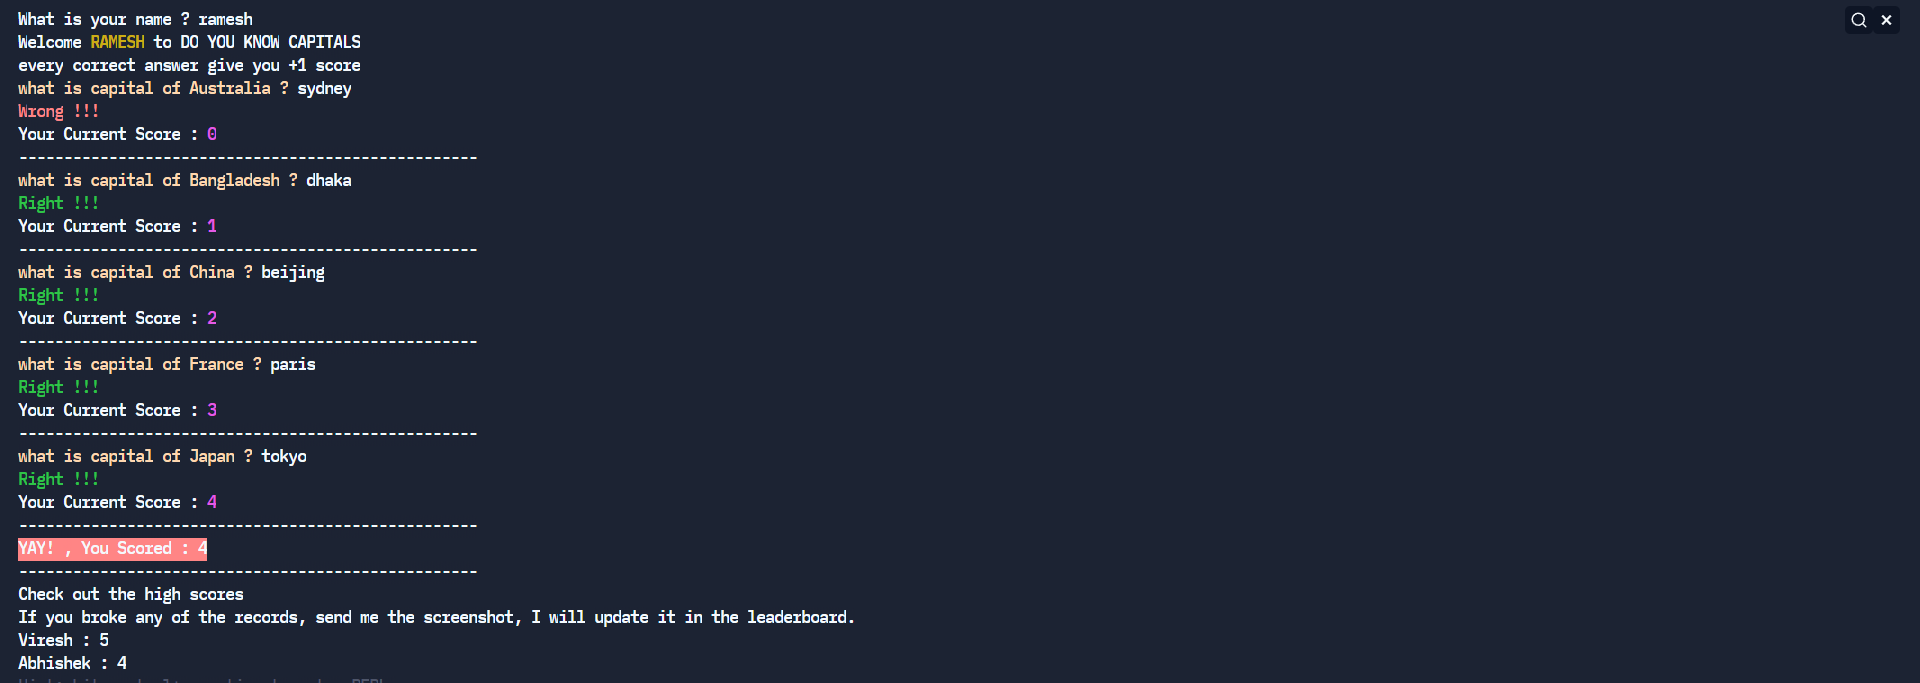 What is your name ? ramesh
Welcome RAMESH to DO YOU KNOW CAPITALS
every correct answer give you +1 score
what is capital of Australia ? sydney
Wrong !!!
Your Current Score : 0
---------------------------------------------------
what is capital of Bangladesh ? dhaka
Right !!!
Your Current Score : 1
---------------------------------------------------
what is capital of China ? beijing
Right !!!
Your Current Score : 2
---------------------------------------------------
what is capital of France ? paris
Right !!!
Your Current Score : 3
---------------------------------------------------
what is capital of Japan ? tokyo
Right !!!
Your Current Score : 4
---------------------------------------------------
YAY! , You Scored : 4
---------------------------------------------------
Check out the high scores
If you broke any of the records, send me the screenshot, I will update it in the leaderboard.
Viresh : 5
Abhishek : 4